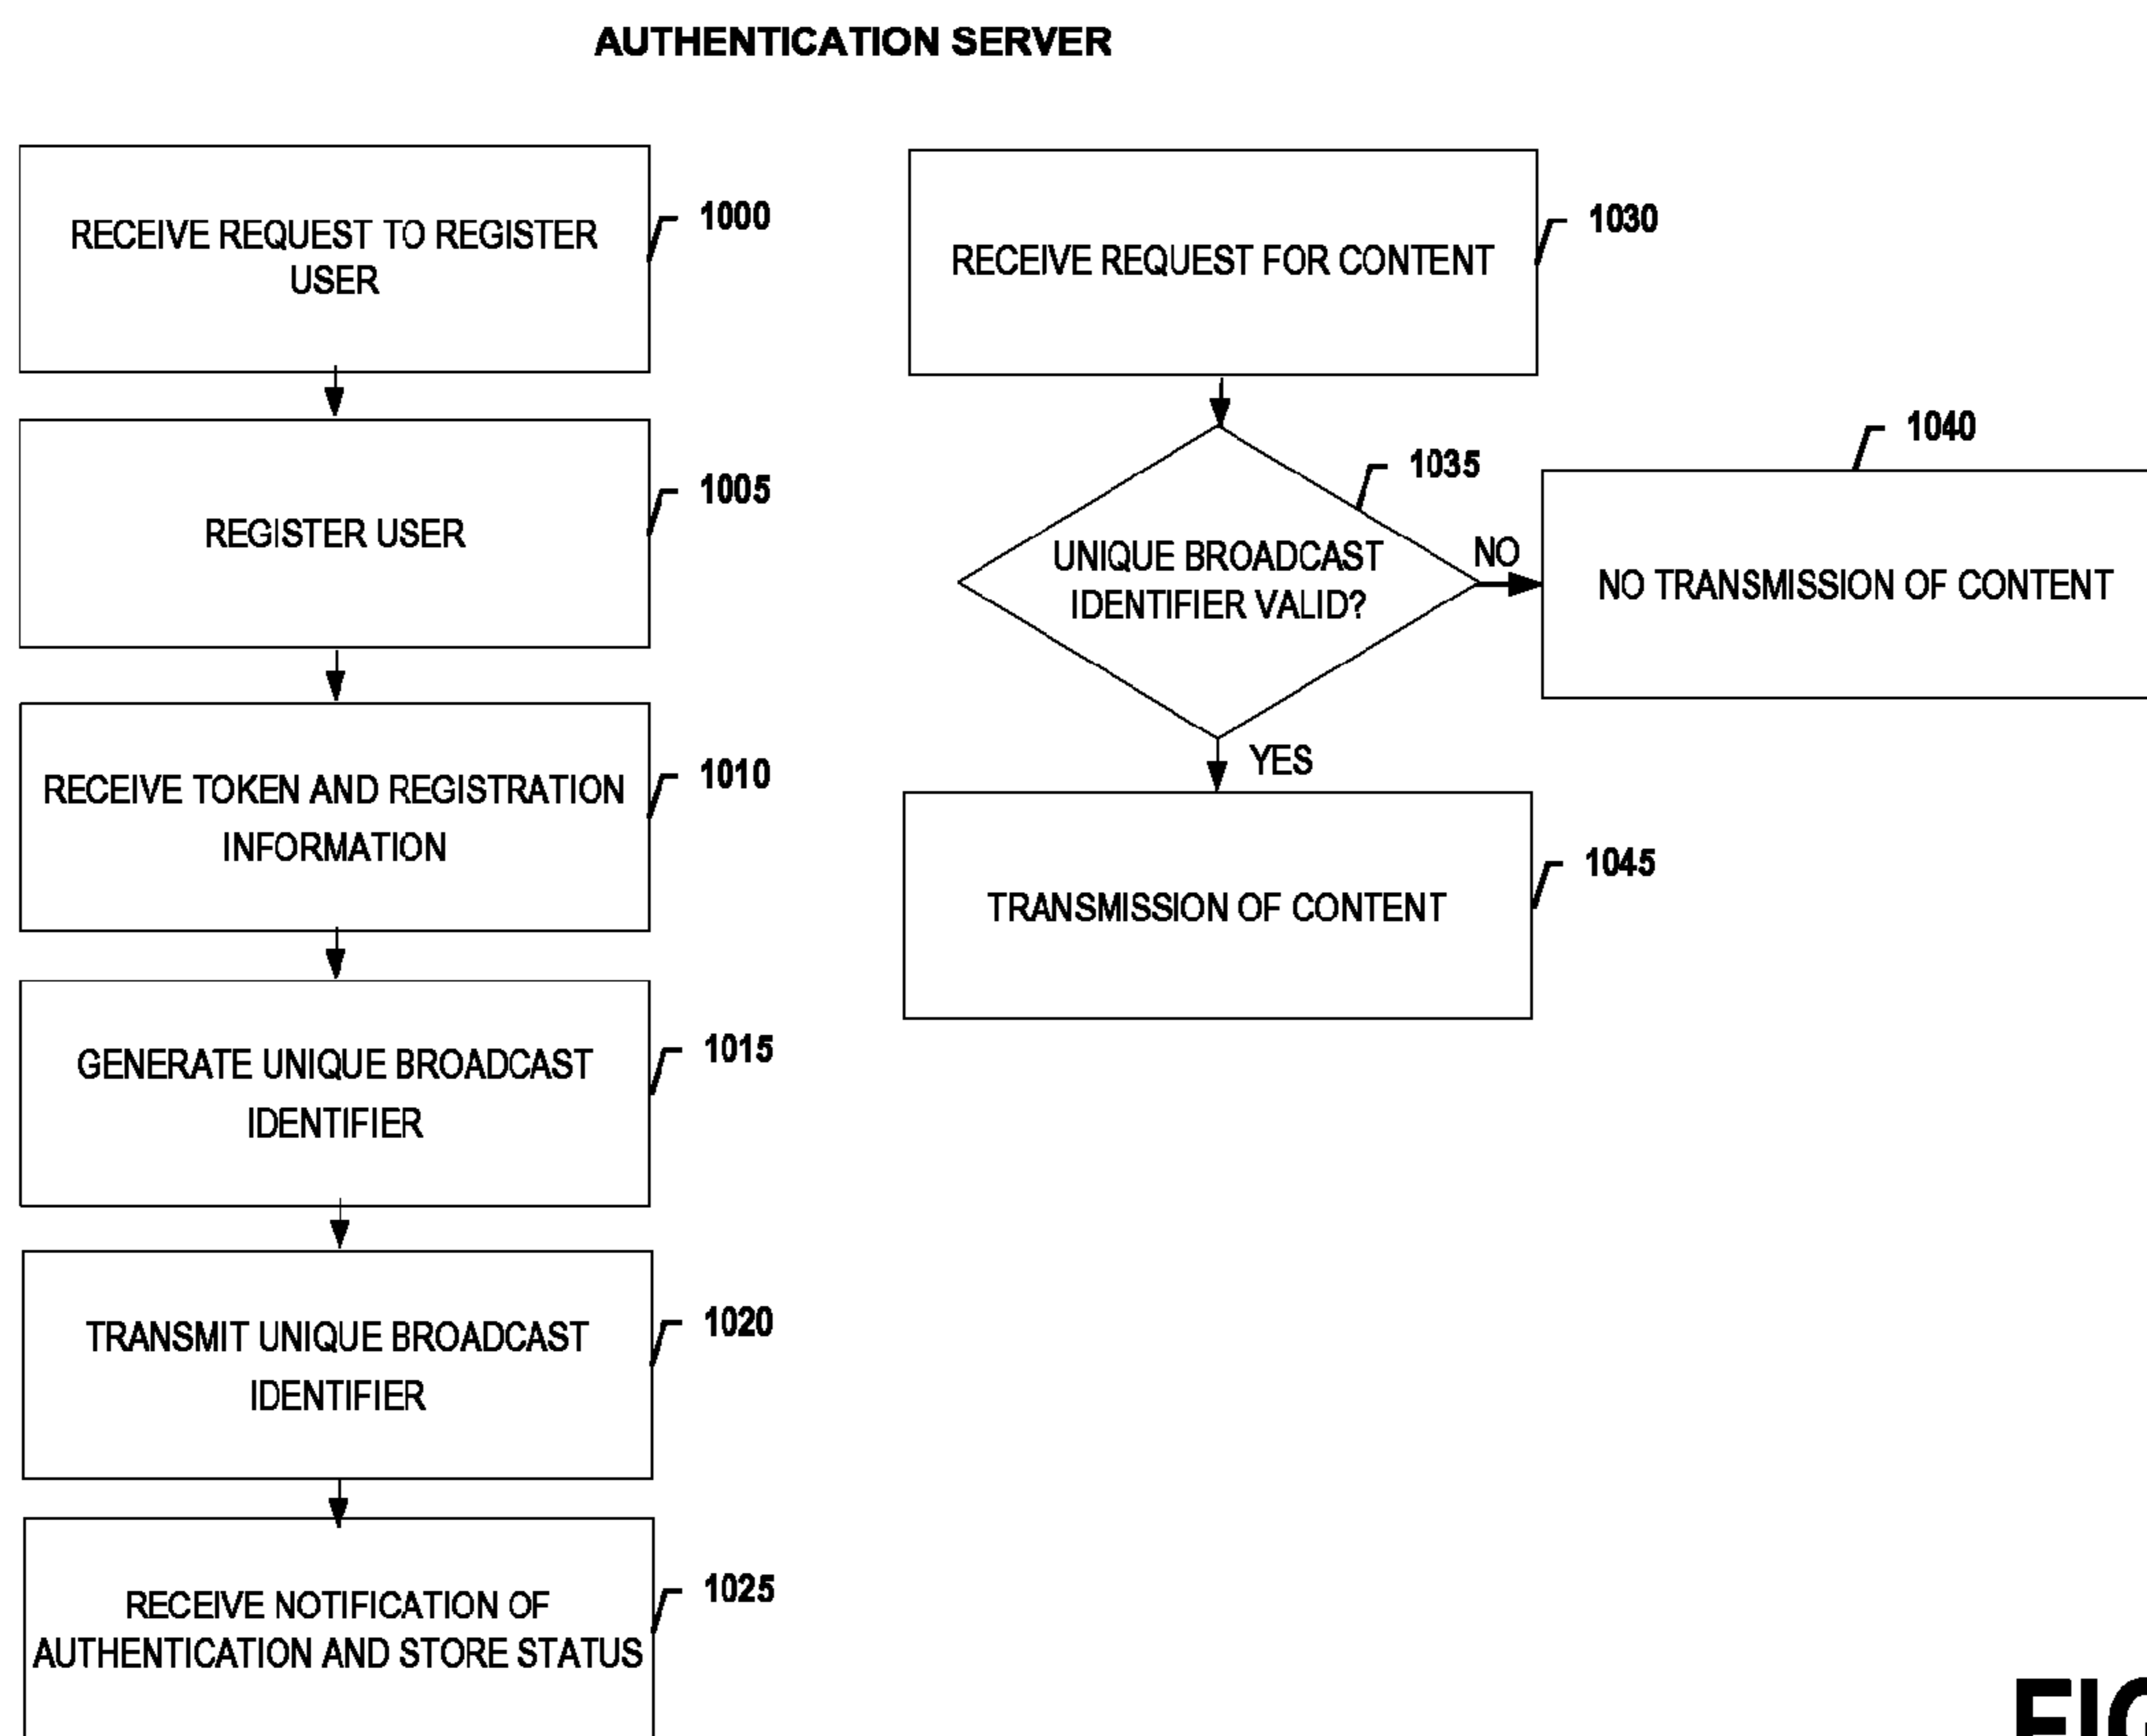 AUTHENTICATION SERVER
RECEIVE REQUEST TO REGISTER
USER
1000
REGISTER USER
1005
RECEIVE TOKEN AND REGISTRATION
INFORMATION
1010
GENERATE UNIQUE BROADCAST
IDENTIFIER
1015
TRANSMIT UNIQUE BROADCAST
IDENTIFIER
1020
RECEIVE NOTIFICATION OF
AUTHENTICATION AND STORE STATUS
1025
RECEIVE REQUEST FOR CONTENT
1030
UNIQUE BROADCAST
IDENTIFIER VALID?
1035
NO
NO TRANSMISSION OF CONTENT
1040
YES
TRANSMISSION OF CONTENT
1045